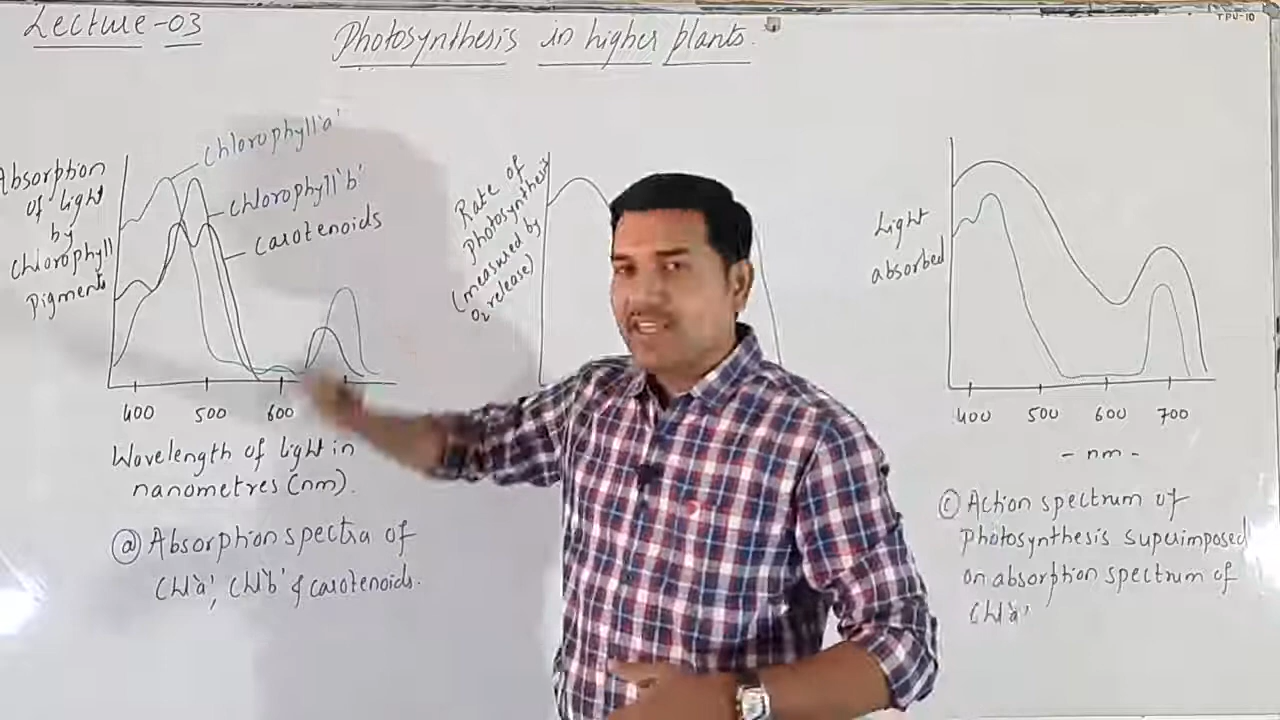 Lecture-03
Photosynthesis in higher plants.
TPU-10
Absorption
of light
by
Chlorophyll
Pigments
Chlorophyll 'a'
Chlorophyll 'b'
Carotenoids
400 500 600
Wavelength of light in
nanometres (nm).
(a) Absorption spectra of
Chl 'a', Chl 'b' & carotenoids.
Rate of
Photosynthesis
(measured by
O2 release)
Light
absorbed
400 500 600 700
- nm -
(c) Action spectrum of
Photosynthesis superimposed
on absorption spectrum of
Chl 'a'